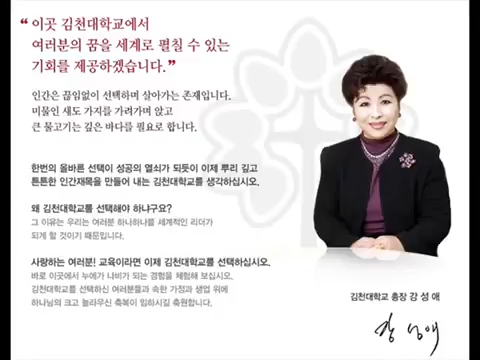 “ 이곳 김천대학교에서
여러분의 꿈을 세계로 펼칠 수 있는
기회를 제공하겠습니다.”
인간은 끊임없이 선택하며 살아가는 존재입니다.
미물인 새도 가지를 가려가며 앉고
큰 물고기는 깊은 바다를 필요로 합니다.
한번의 올바른 선택이 성공의 열쇠가 되듯이 이제 뿌리 깊고
튼튼한 인간재목을 만들어 내는 김천대학교를 생각하십시오.
왜 김천대학교를 선택해야 하냐구요?
그 이유는 우리는 여러분 하나하나를 세계적인 리더가
되게 할 것이기 때문입니다.
사랑하는 여러분! 교육이라면 이제 김천대학교를 선택하십시오.
바로 이곳에서 누에가 나비가 되는 경험을 체험해 보십시오.
김천대학교를 선택하신 여러분들과 속한 가정과 생업 위에
하나님의 크고 놀라우신 축복이 임하시길 축원합니다.
김천대학교 총장 강 성 애
강 성 애